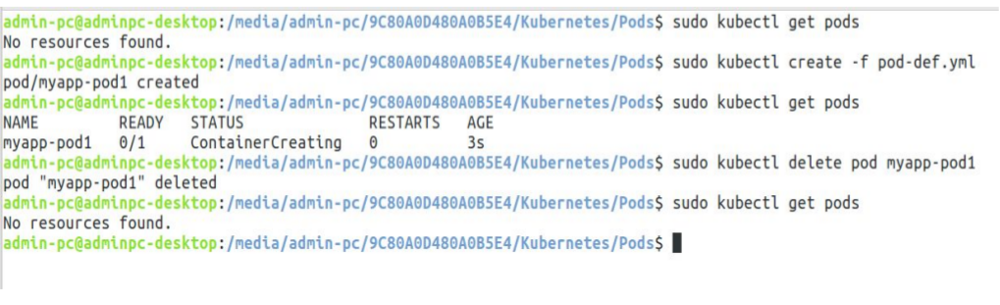 admin-pc@adminpc-desktop:/media/admin-pc/9C80A0D480A0B5E4/Kubernetes/Pods$ sudo kubectl get pods
No resources found.
admin-pc@adminpc-desktop:/media/admin-pc/9C80A0D480A0B5E4/Kubernetes/Pods$ sudo kubectl create -f pod-def.yml
pod/myapp-pod1 created
admin-pc@adminpc-desktop:/media/admin-pc/9C80A0D480A0B5E4/Kubernetes/Pods$ sudo kubectl get pods
NAME         READY   STATUS              RESTARTS   AGE
myapp-pod1   0/1     ContainerCreating   0          3s
admin-pc@adminpc-desktop:/media/admin-pc/9C80A0D480A0B5E4/Kubernetes/Pods$ sudo kubectl delete pod myapp-pod1
pod "myapp-pod1" deleted
admin-pc@adminpc-desktop:/media/admin-pc/9C80A0D480A0B5E4/Kubernetes/Pods$ sudo kubectl get pods
No resources found.
admin-pc@adminpc-desktop:/media/admin-pc/9C80A0D480A0B5E4/Kubernetes/Pods$